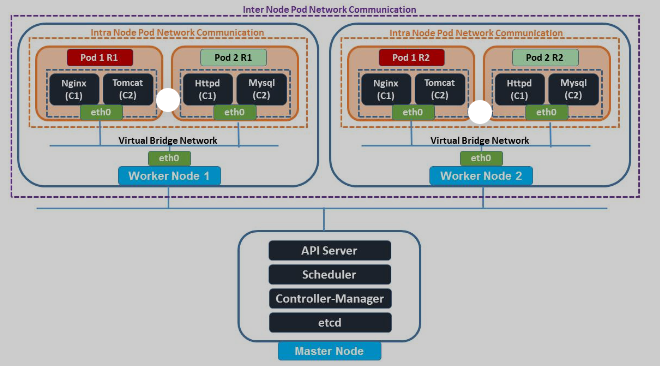 Inter Node Pod Network Communication
Intra Node Pod Network Communication
Pod 1 R1
Pod 2 R1
Nginx
(C1)
Tomcat
(C2)
Httpd
(C1)
Mysql
(C2)
eth0
eth0
Virtual Bridge Network
eth0
Worker Node 1
Intra Node Pod Network Communication
Pod 1 R2
Pod 2 R2
Nginx
(C1)
Tomcat
(C2)
Httpd
(C1)
Mysql
(C2)
eth0
eth0
Virtual Bridge Network
eth0
Worker Node 2
API Server
Scheduler
Controller-Manager
etcd
Master Node